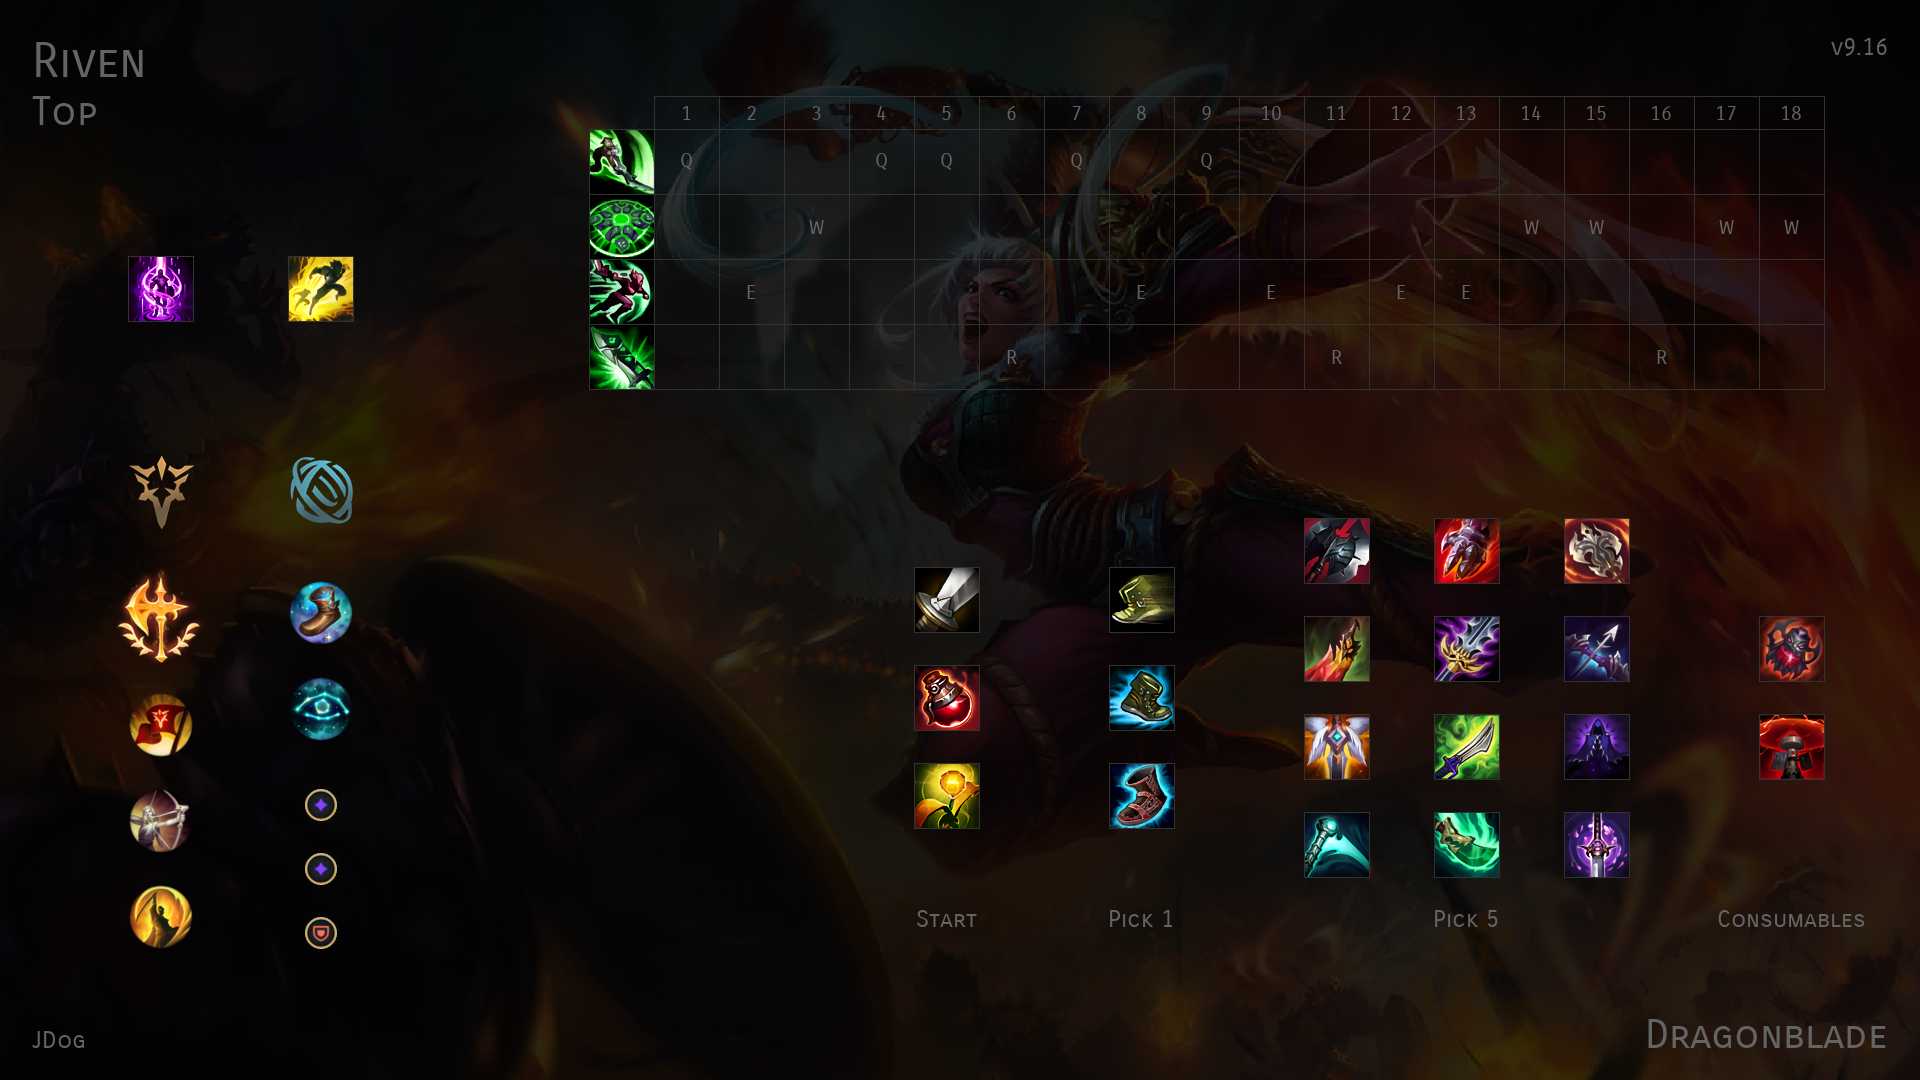 Riven
Top
v9.16
1 2 3 4 5 6 7 8 9 10 11 12 13 14 15 16 17 18
Q Q Q Q Q
W W W W W
E E E E E
R R R
Start
Pick 1
Pick 5
Consumables
JDog
Dragonblade